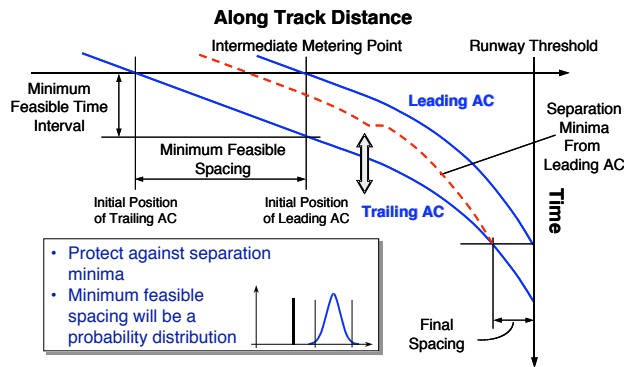 Along Track Distance
Intermediate Metering Point
Runway Threshold
Minimum
Feasible Time
Interval
Leading AC
Separation
Minima
From
Leading AC
Minimum Feasible
Spacing
Initial Position
of Trailing AC
Initial Position
of Leading AC
Trailing AC
Time
• Protect against separation
minima
• Minimum feasible
spacing will be a
probability distribution
Final
Spacing